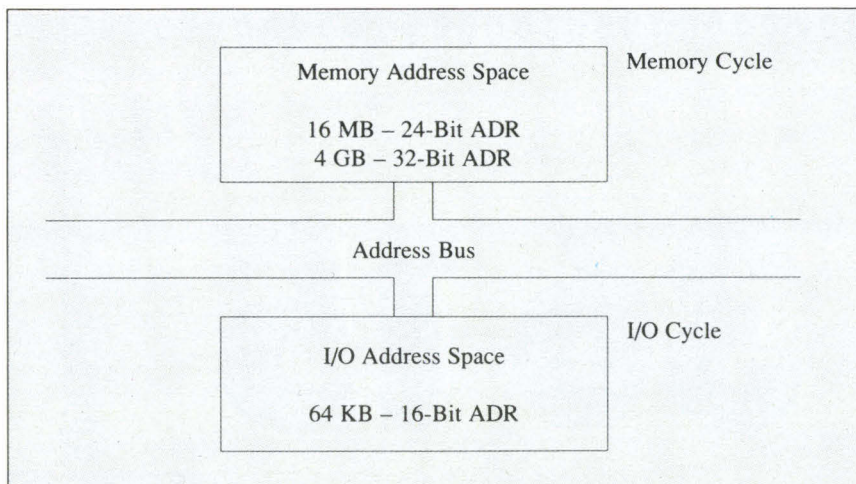 Memory Address Space
Memory Cycle
16 MB – 24-Bit ADR
4 GB – 32-Bit ADR
Address Bus
I/O Address Space
I/O Cycle
64 KB – 16-Bit ADR